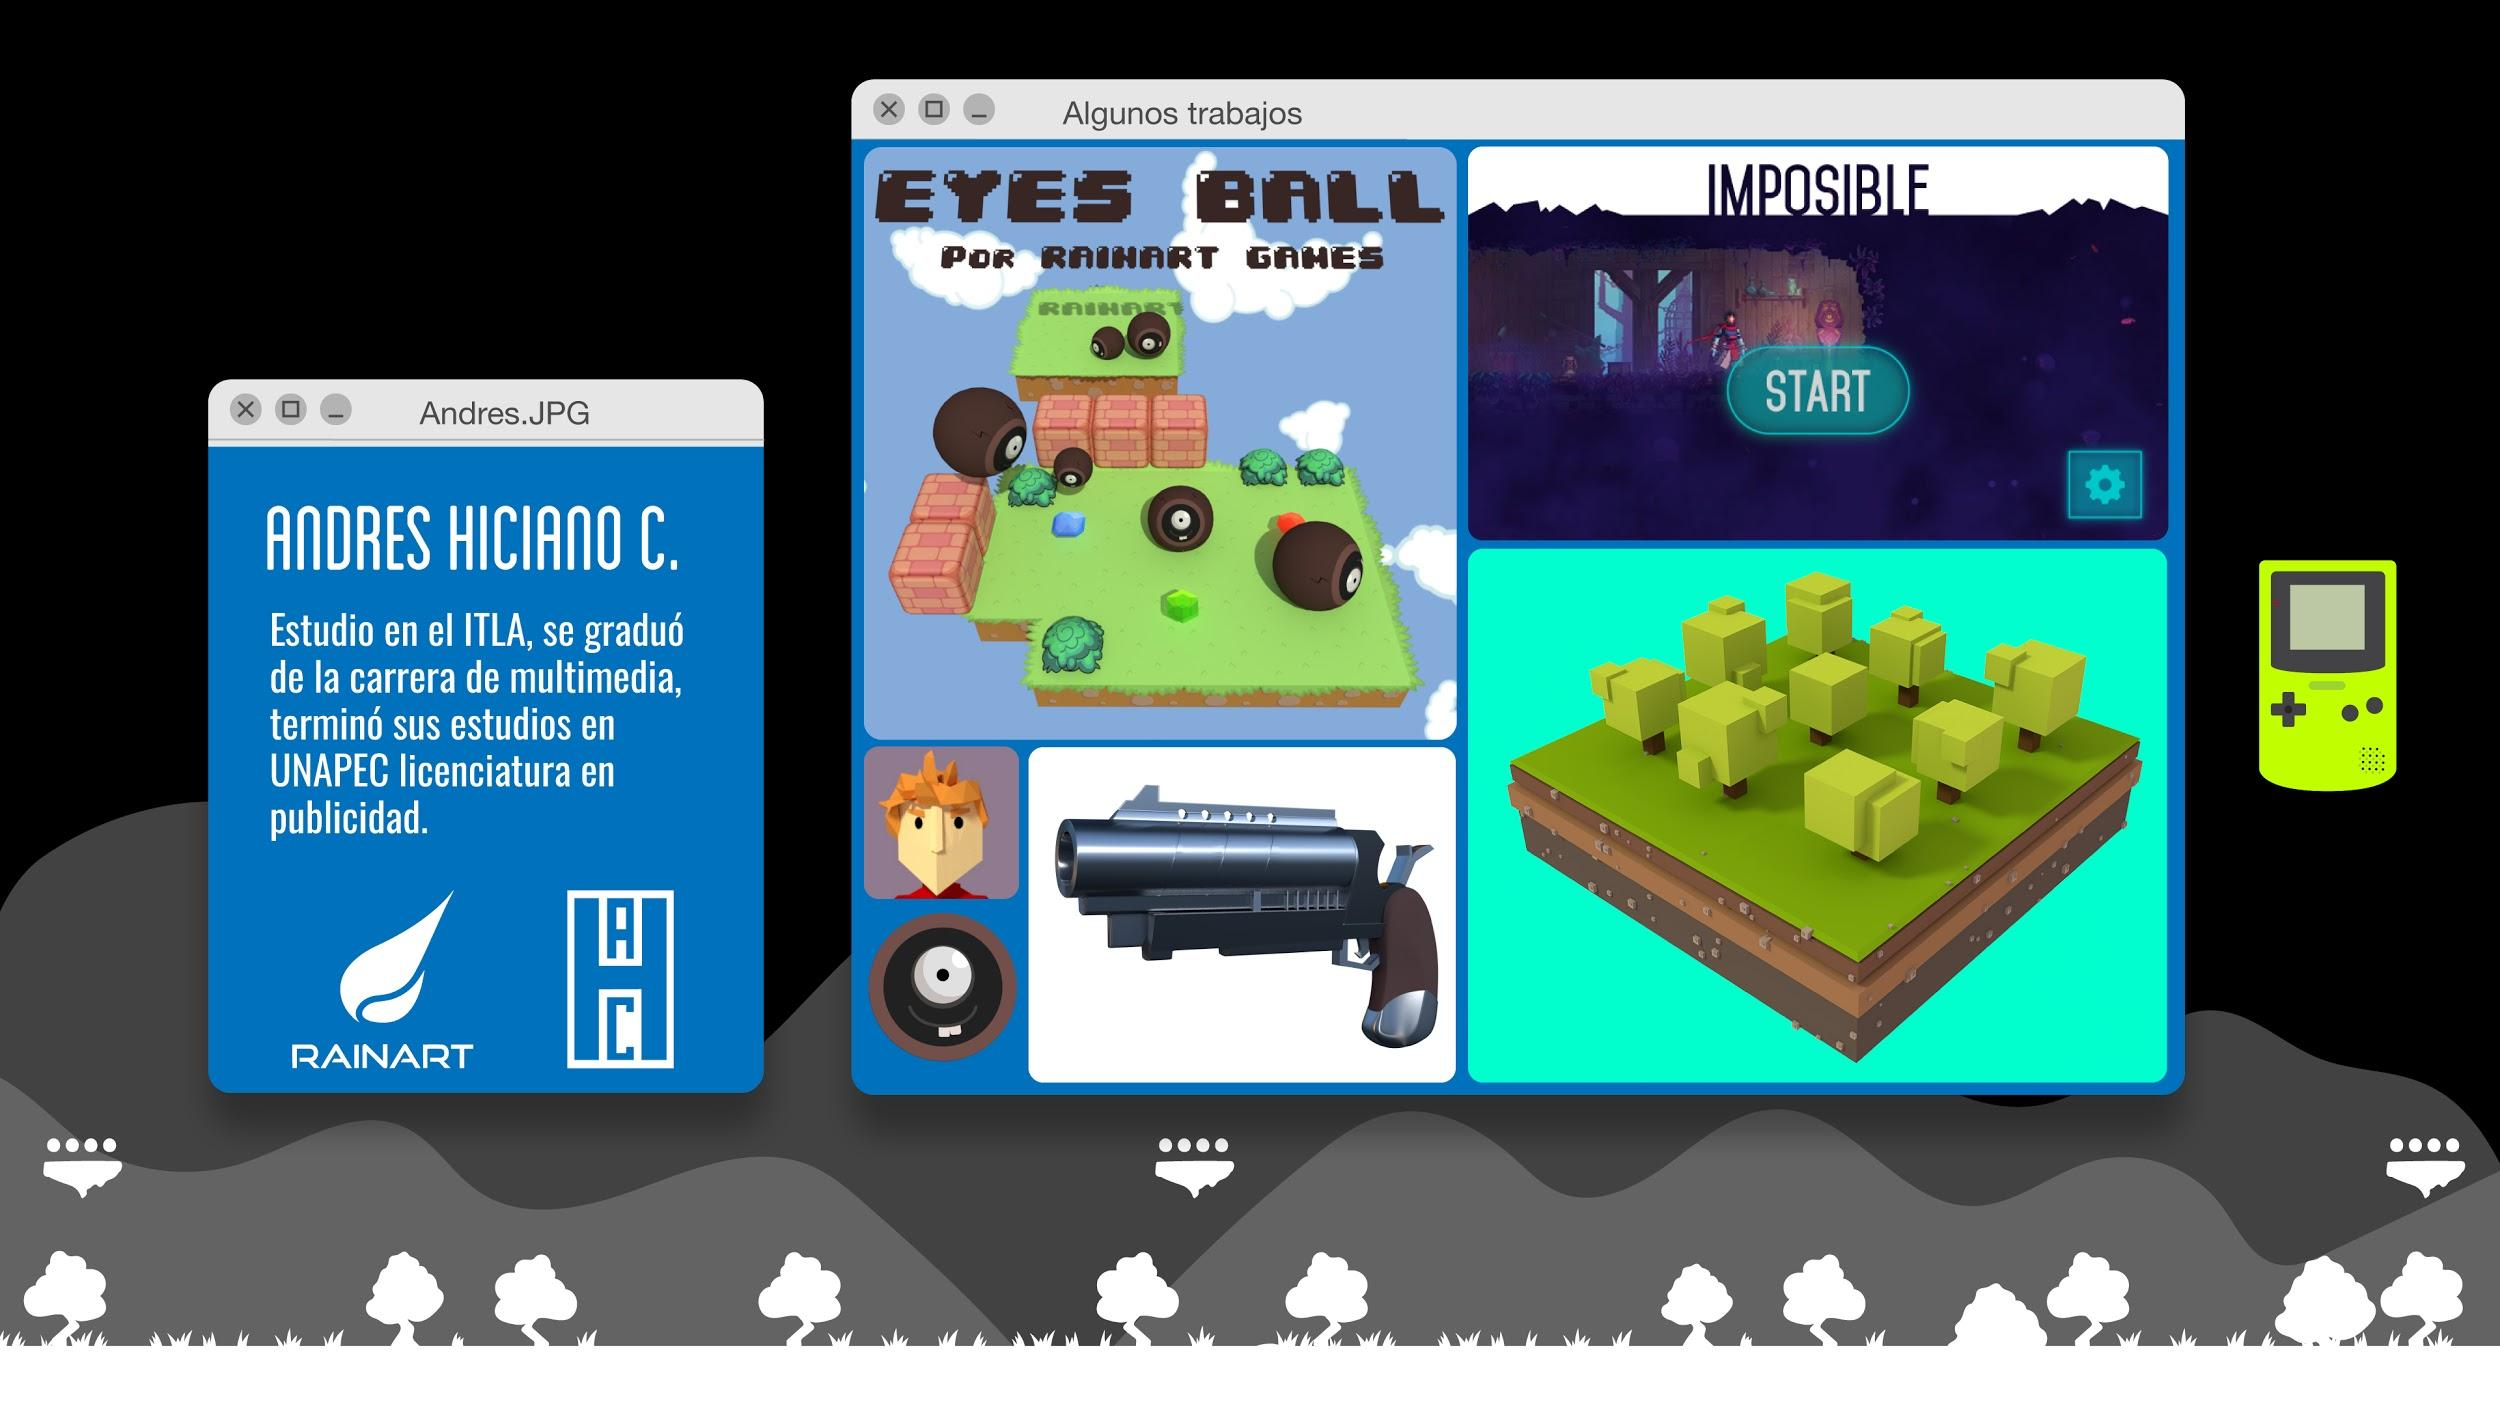 Algunos trabajos
EYES BALL
POR RAINART GAMES
RAINART
IMPOSIBLE
START
Andres.JPG
ANDRES HICIANO C.
Estudio en el ITLA, se graduó
de la carrera de multimedia,
terminó sus estudios en
UNAPEC licenciatura en
publicidad.
RAINART
AHC